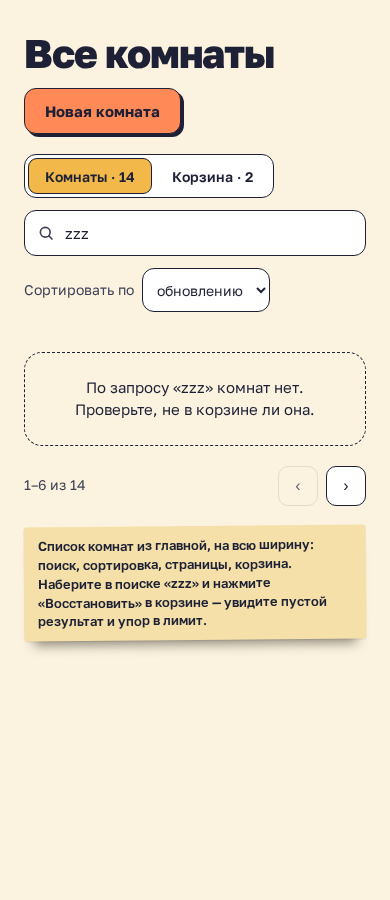 Все комнаты
Новая комната
Комнаты · 14
Корзина · 2
zzz
Сортировать по
обновлению
По запросу «zzz» комнат нет.
Проверьте, не в корзине ли она.
1–6 из 14
‹
›
Список комнат из главной, на всю ширину:
поиск, сортировка, страницы, корзина.
Наберите в поиске «zzz» и нажмите
«Восстановить» в корзине — увидите пустой
результат и упор в лимит.